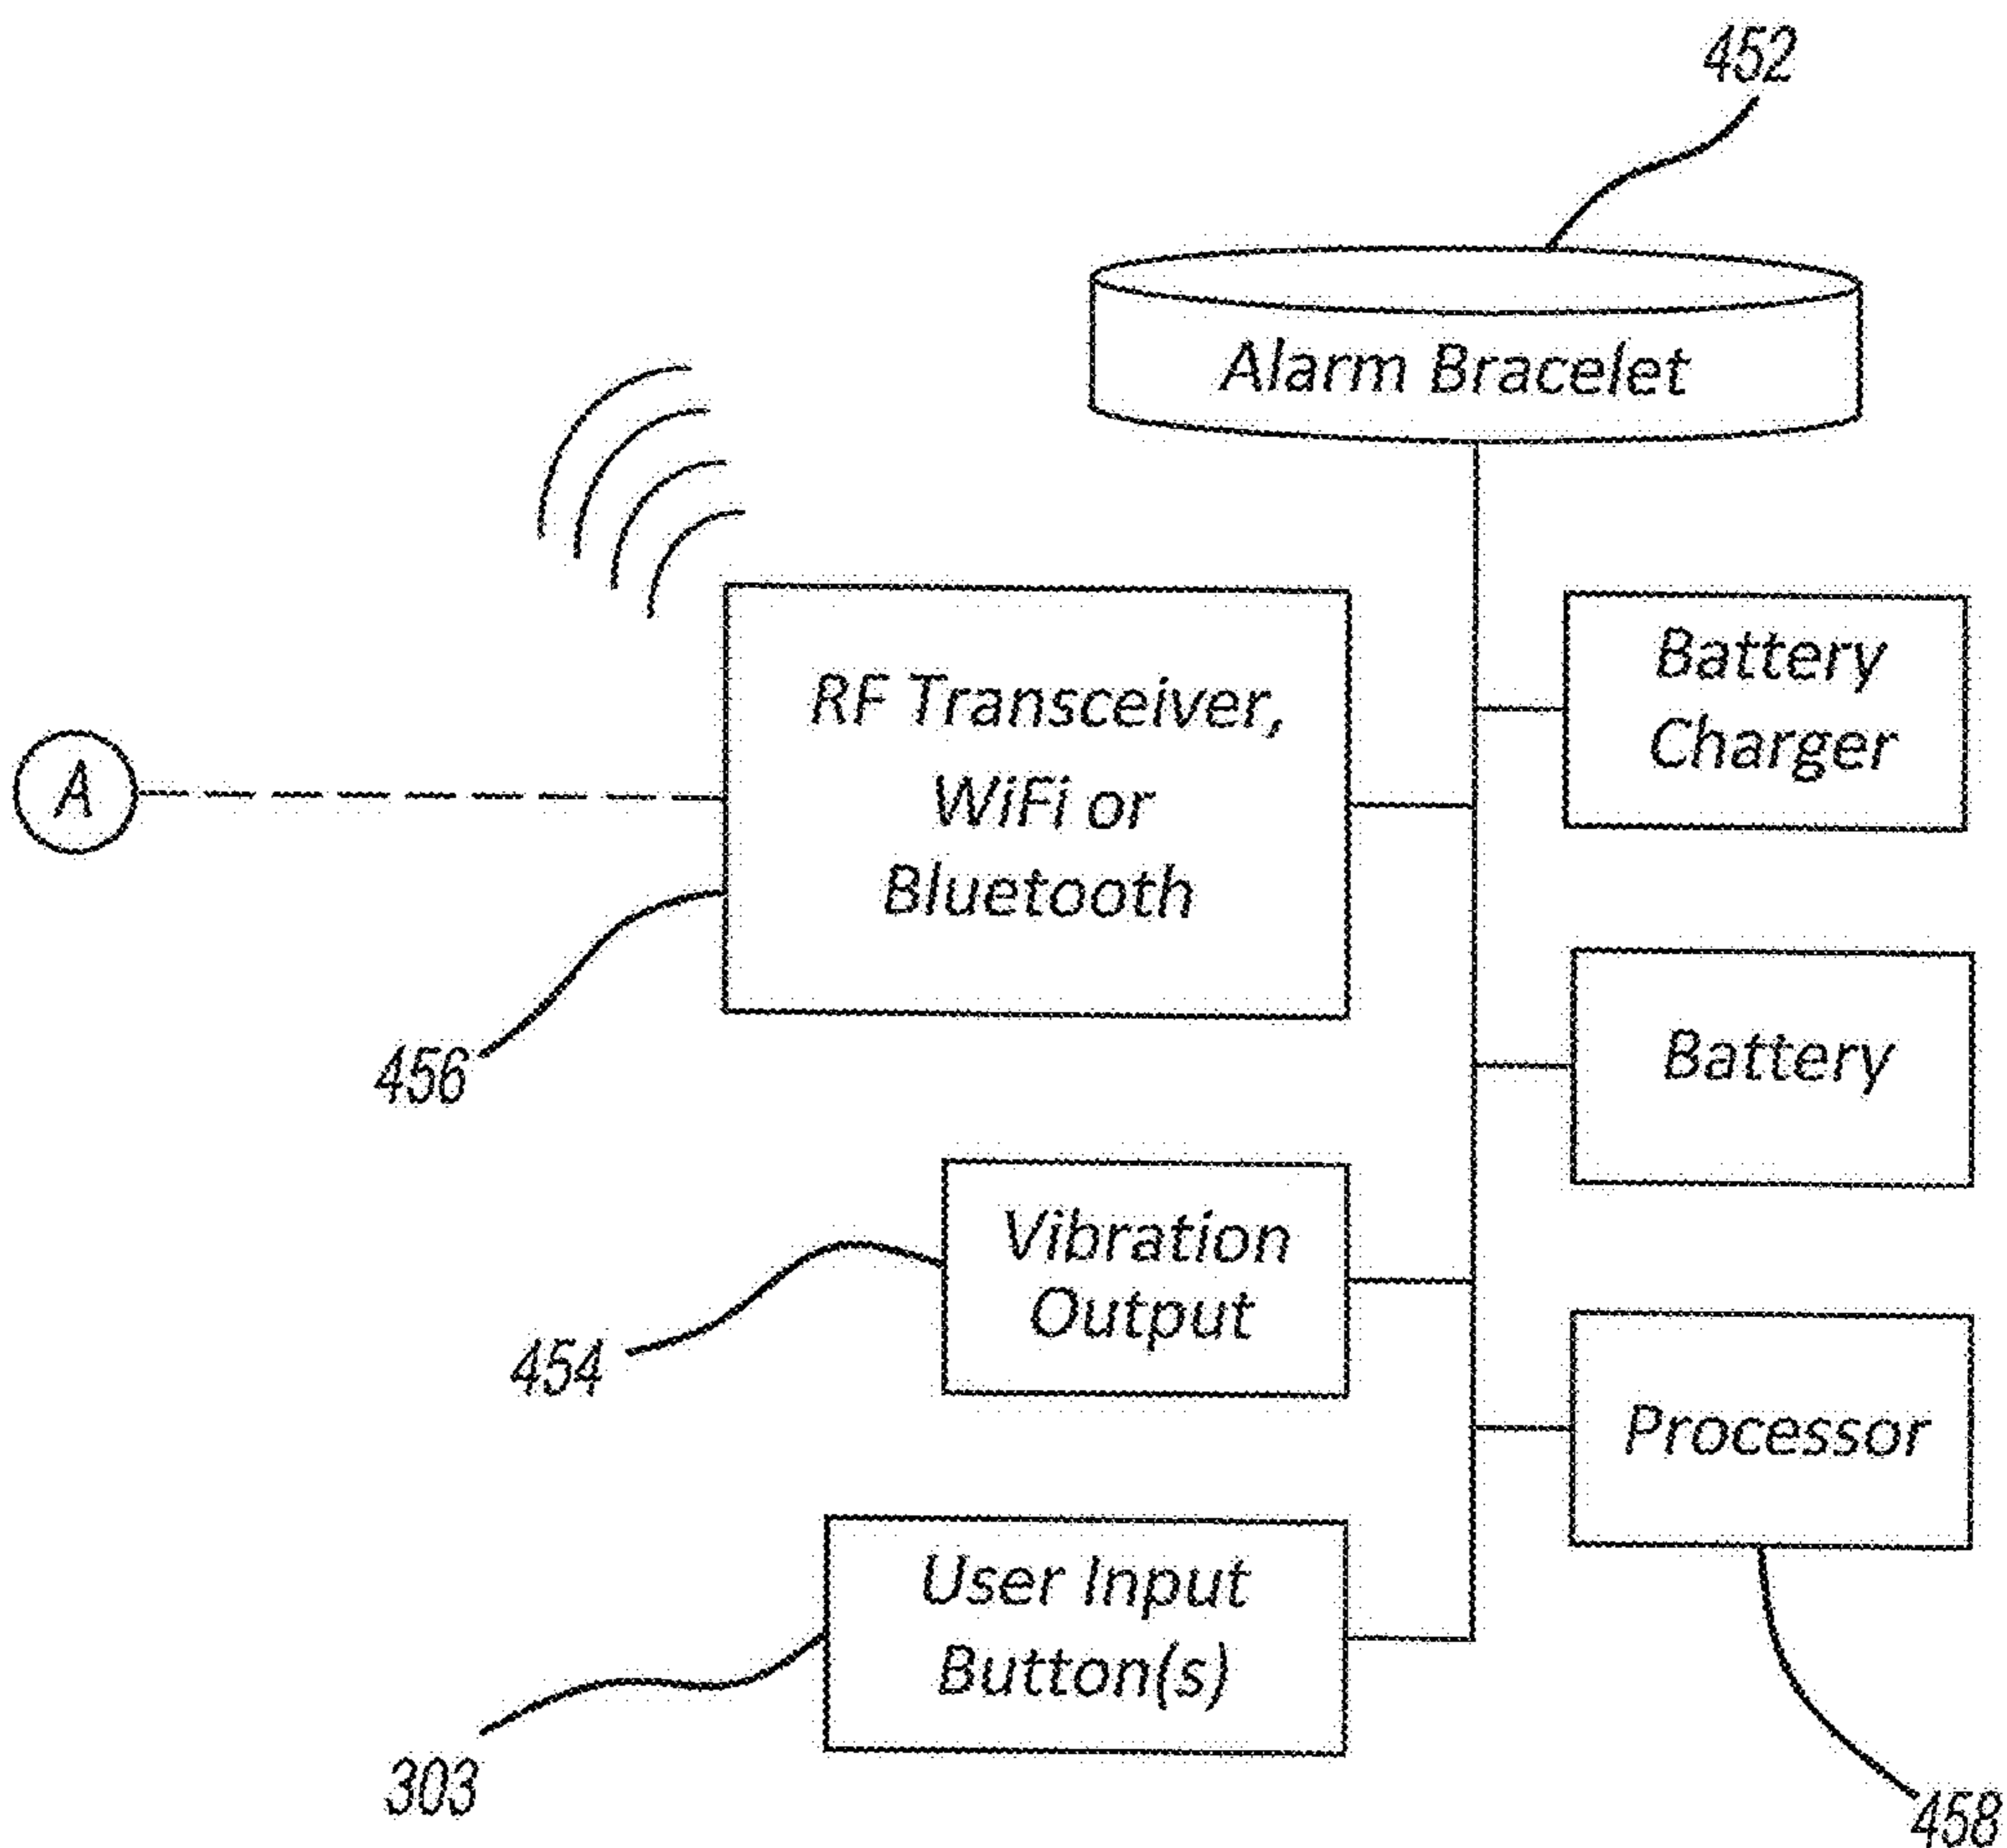 452
Alarm Bracelet
Battery
Charger
RF Transceiver,
WiFi or
Bluetooth
A
456
Battery
Vibration
Output
454
Processor
User Input
Button(s)
303
458